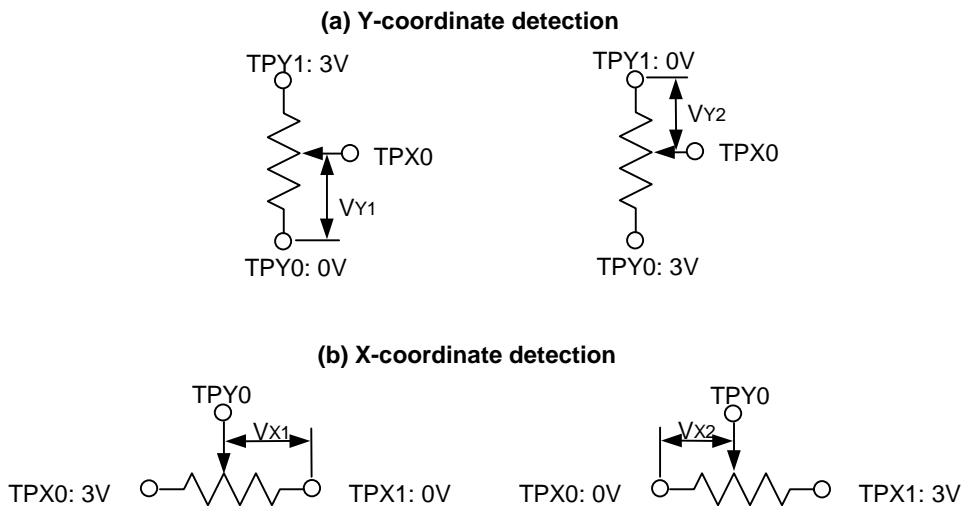 (a) Y-coordinate detection
TPY1: 3V
TPY1: 0V
VY2
TPX0
TPX0
VY1
TPY0: 0V
TPY0: 3V
(b) X-coordinate detection
TPY0
TPY0
VX1
VX2
TPX0: 3V
TPX1: 0V
TPX0: 0V
TPX1: 3V